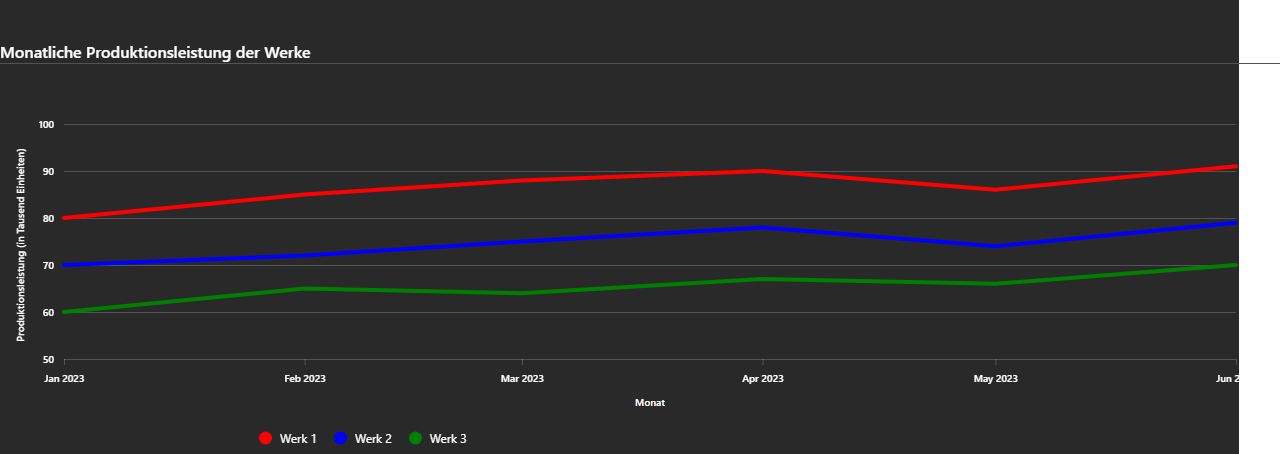 Monatliche Produktionsleistung der Werke
Produktionsleistung (in Tausend Einheiten)
100
90
80
70
60
50
Jan 2023 Feb 2023 Mar 2023 Apr 2023 May 2023 Jun
Monat
Werk 1 Werk 2 Werk 3